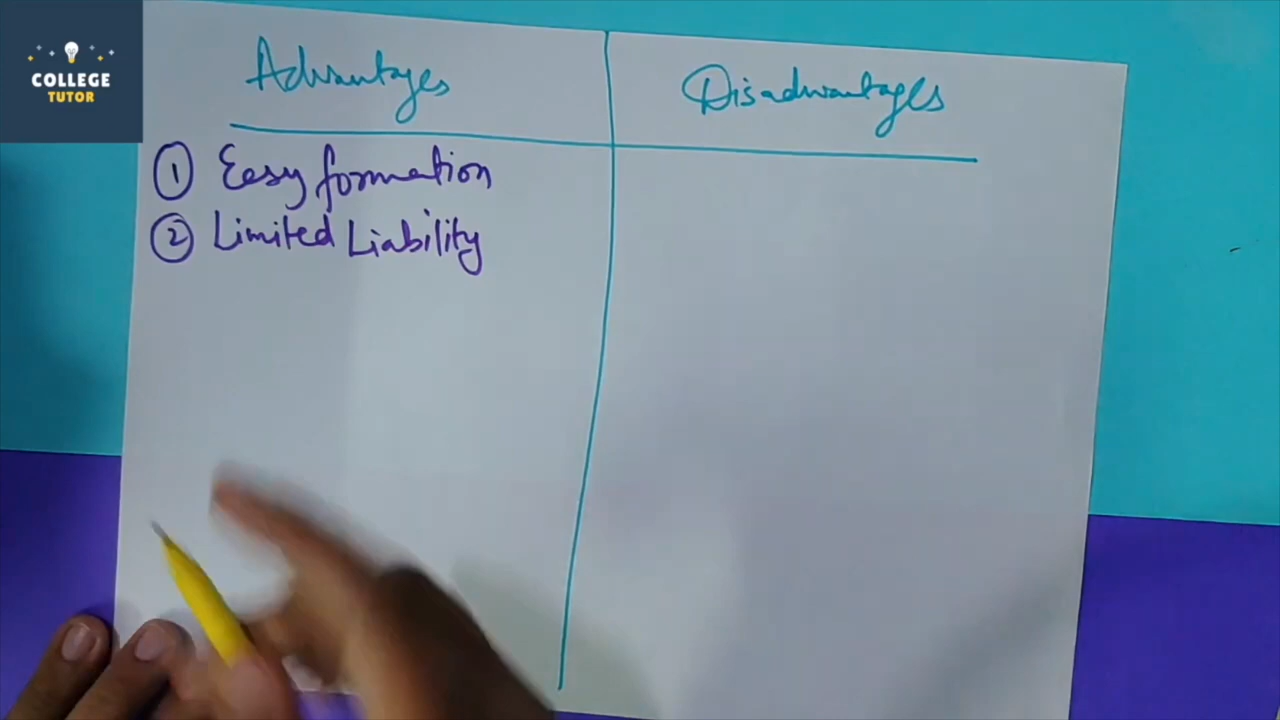 COLLEGE
TUTOR
Advantages
Disadvantages
① Easy formation
② Limited Liability